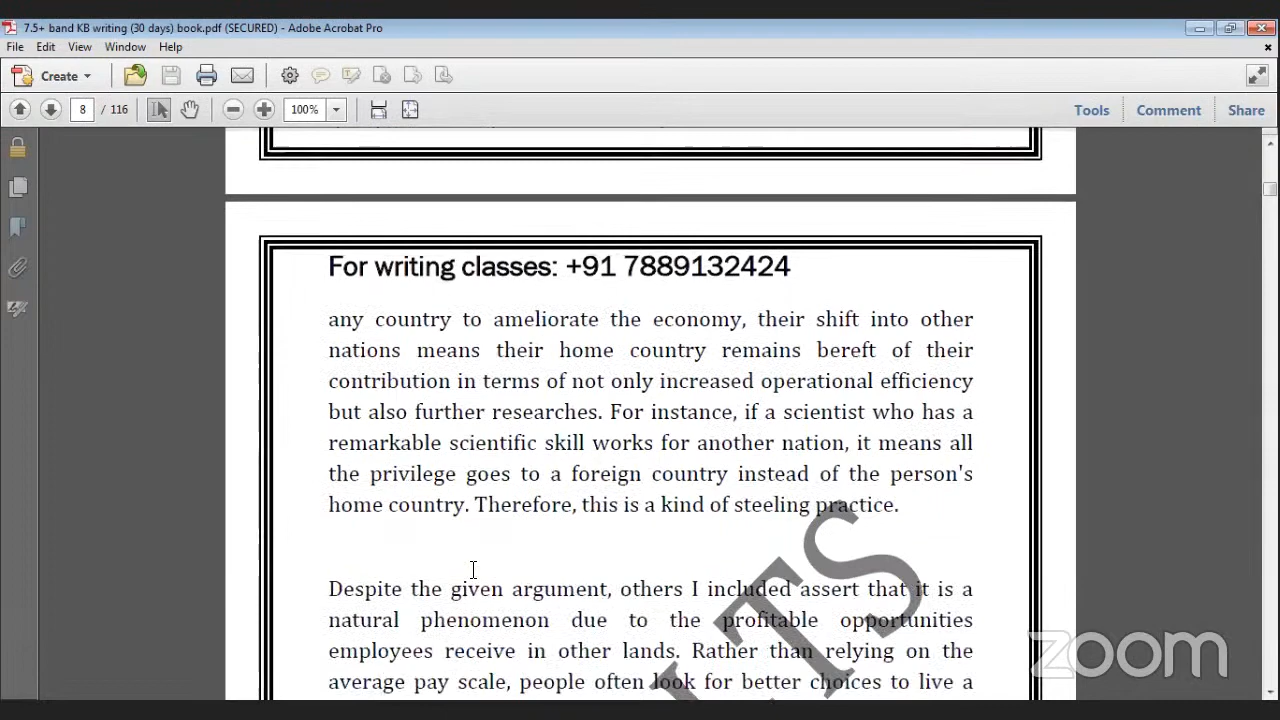 7.5+ band KB writing (30 days) book.pdf (SECURED) - Adobe Acrobat Pro
File Edit View Window Help
Create
8 / 116 100% Tools Comment Share
For writing classes: +91 7889132424
any country to ameliorate the economy, their shift into other
nations means their home country remains bereft of their
contribution in terms of not only increased operational efficiency
but also further researches. For instance, if a scientist who has a
remarkable scientific skill works for another nation, it means all
the privilege goes to a foreign country instead of the person's
home country. Therefore, this is a kind of steeling practice.
Despite the given argument, others I included assert that it is a
natural phenomenon due to the profitable opportunities
employees receive in other lands. Rather than relying on the
average pay scale, people often look for better choices to live a
LTS
zoom